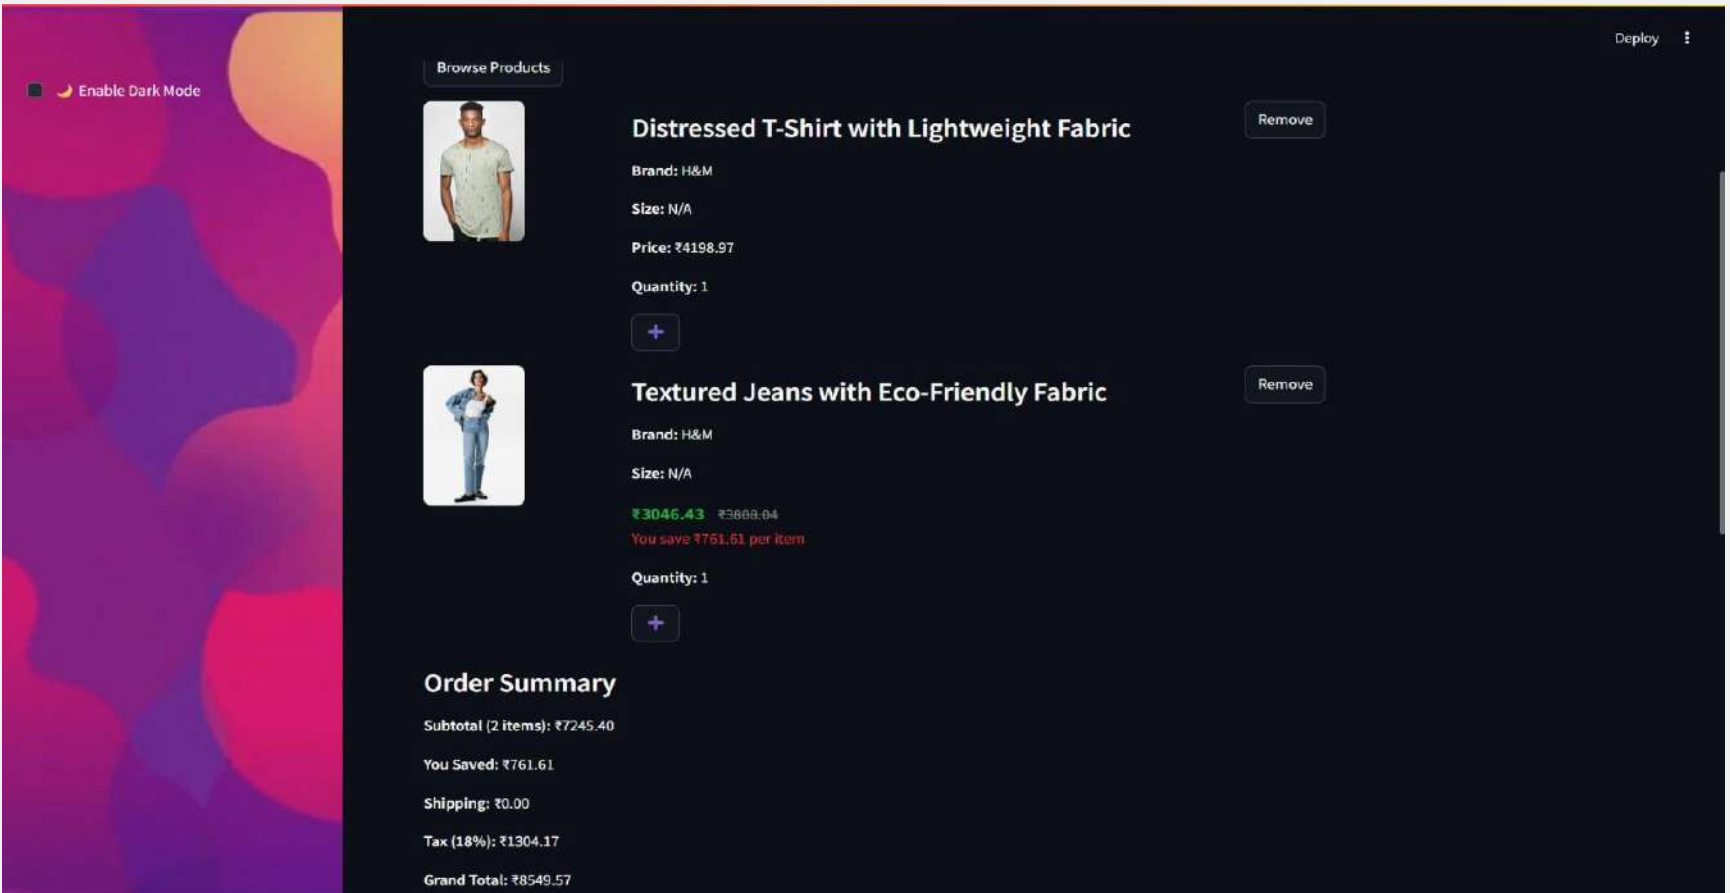 Deploy
🌙 Enable Dark Mode
Browse Products
Distressed T-Shirt with Lightweight Fabric
Remove
Brand: H&M
Size: N/A
Price: ₹4198.97
Quantity: 1
+
Textured Jeans with Eco-Friendly Fabric
Remove
Brand: H&M
Size: N/A
₹3046.43 ₹3808.04
You save ₹761.61 per item
Quantity: 1
+
Order Summary
Subtotal (2 items): ₹7245.40
You Saved: ₹761.61
Shipping: ₹0.00
Tax (18%): ₹1304.17
Grand Total: ₹8549.57